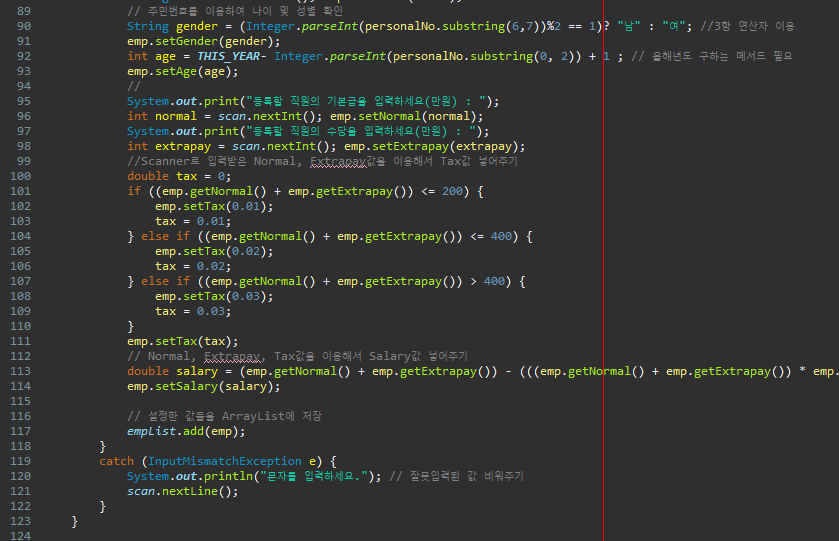 89 // 주민번호를 이용하여 나이 및 성별 확인
90 String gender = (Integer.parseInt(personalNo.substring(6,7))%2 == 1)? "남" : "여"; //3항 연산자 이용
91 emp.setGender(gender);
92 int age = THIS_YEAR- Integer.parseInt(personalNo.substring(0, 2)) + 1 ; // 올해년도 구하는 메서드 필요
93 emp.setAge(age);
94 //
95 System.out.print("등록할 직원의 기본급을 입력하세요(만원) : ");
96 int normal = scan.nextInt(); emp.setNormal(normal);
97 System.out.print("등록할 직원의 수당을 입력하세요(만원) : ");
98 int extrapay = scan.nextInt(); emp.setExtrapay(extrapay);
99 //Scanner로 입력받은 Normal, Extrapay값을 이용해서 Tax값 넣어주기
100 double tax = 0;
101 if ((emp.getNormal() + emp.getExtrapay()) <= 200) {
102 emp.setTax(0.01);
103 tax = 0.01;
104 } else if ((emp.getNormal() + emp.getExtrapay()) <= 400) {
105 emp.setTax(0.02);
106 tax = 0.02;
107 } else if ((emp.getNormal() + emp.getExtrapay()) > 400) {
108 emp.setTax(0.03);
109 tax = 0.03;
110 }
111 emp.setTax(tax);
112 // Normal, Extrapay, Tax값을 이용해서 Salary값 넣어주기
113 double salary = (emp.getNormal() + emp.getExtrapay()) - (((emp.getNormal() + emp.getExtrapay()) * emp.
114 emp.setSalary(salary);
115
116 // 설정한 값들을 ArrayList에 저장
117 empList.add(emp);
118 }
119 catch (InputMismatchException e) {
120 System.out.println("문자를 입력하세요."); // 잘못입력된 값 비워주기
121 scan.nextLine();
122 }
123 }
124